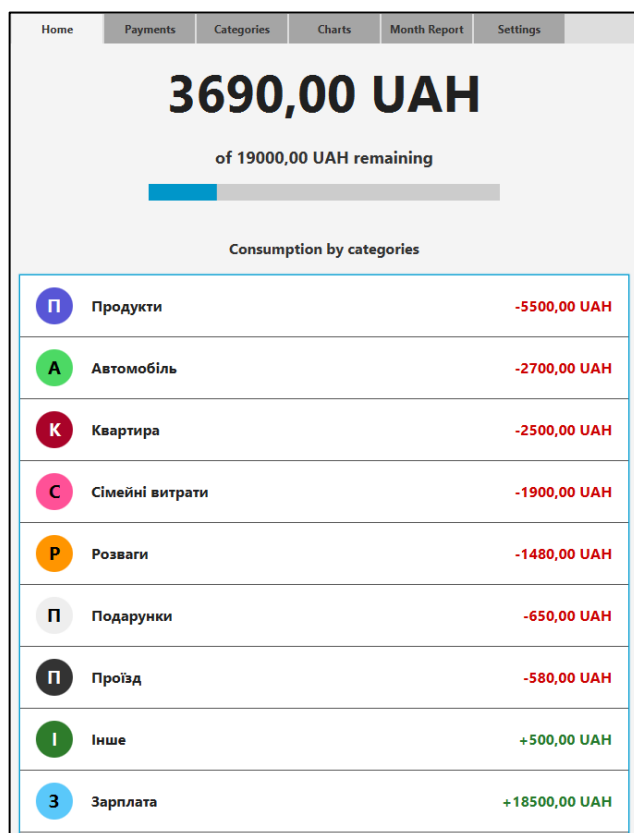 Home Payments Categories Charts Month Report Settings
3690,00 UAH
of 19000,00 UAH remaining
Consumption by categories
П Продукти -5500,00 UAH
А Автомобіль -2700,00 UAH
К Квартира -2500,00 UAH
С Сімейні витрати -1900,00 UAH
Р Розваги -1480,00 UAH
П Подарунки -650,00 UAH
П Проїзд -580,00 UAH
І Інше +500,00 UAH
З Зарплата +18500,00 UAH